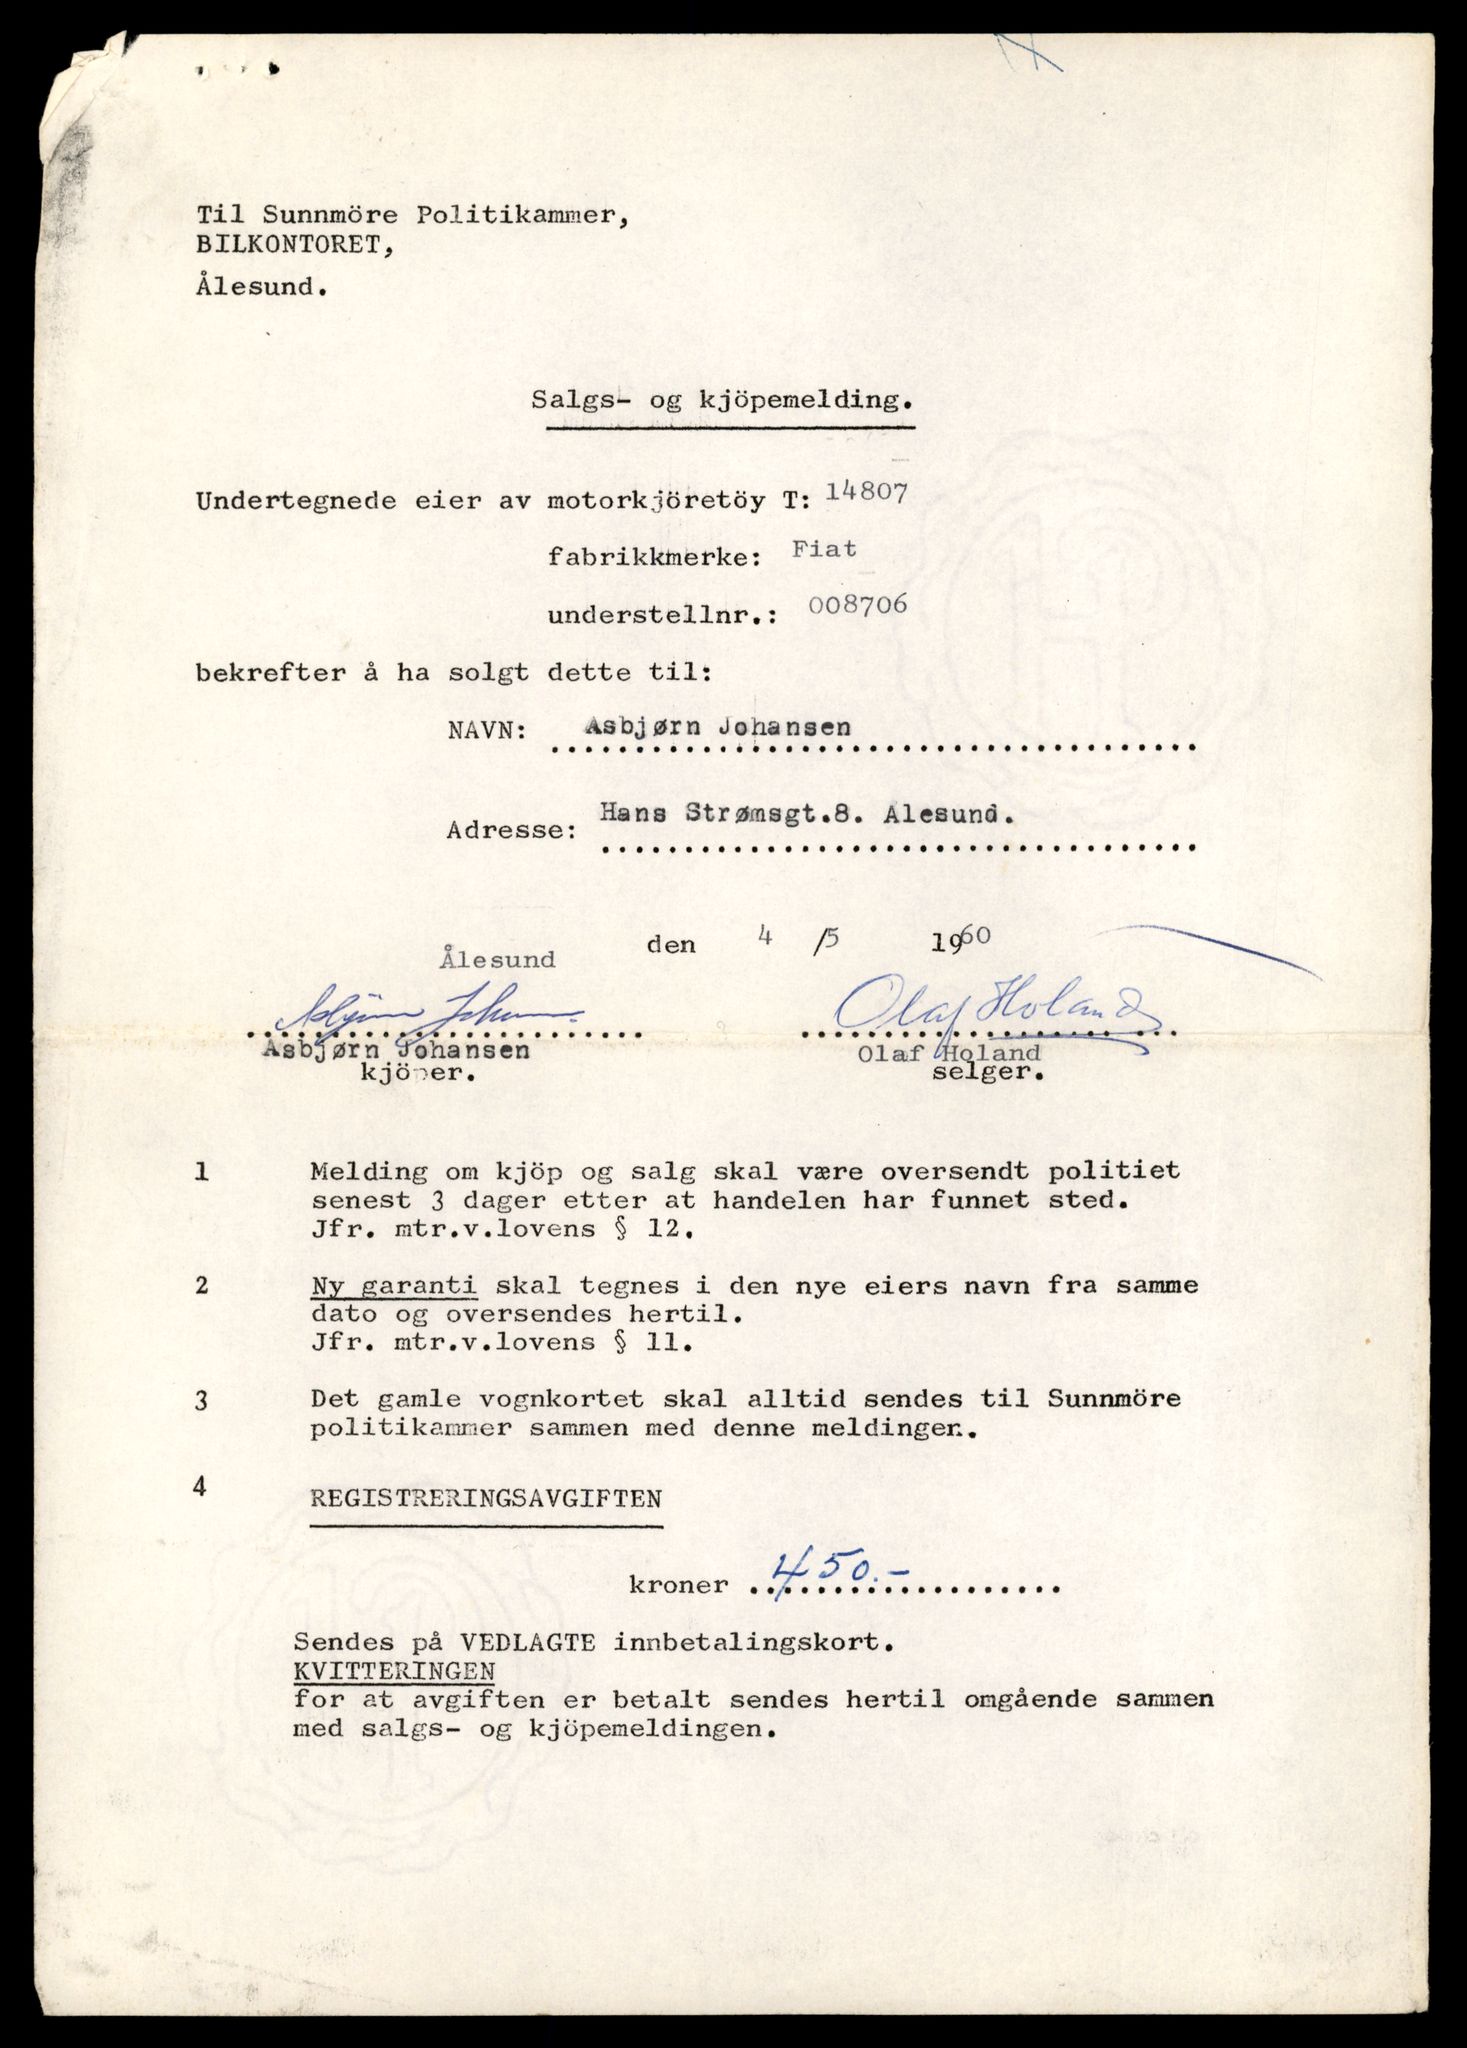 Til Sunnmöre Politikammer,
BILKONTORET,
Ålesund.
Salgs- og kjöpemelding.
Undertegnede eier av motorkjöretöy T: 14807
fabrikkmerke: Fiat
understellnr.: 008706
bekrefter å ha solgt dette til:
NAVN: Asbjørn Johansen
Adresse: Hans Strømsgt.8. Alesund.
Ålesund den 4 /5 1960
Asbjørn Johansen Olaf Holand
Asbjørn Johansen Olaf Holand
kjöper. selger.
1 Melding om kjöp og salg skal være oversendt politiet
senest 3 dager etter at handelen har funnet sted.
Jfr. mtr.v.lovens § 12.
2 Ny garanti skal tegnes i den nye eiers navn fra samme
dato og oversendes hertil.
Jfr. mtr.v.lovens § 11.
3 Det gamle vognkortet skal alltid sendes til Sunnmöre
politikammer sammen med denne meldingen.
4 REGISTRERINGSAVGIFTEN
kroner 450.-
Sendes på VEDLAGTE innbetalingskort.
KVITTERINGEN
for at avgiften er betalt sendes hertil omgående sammen
med salgs- og kjöpemeldingen.